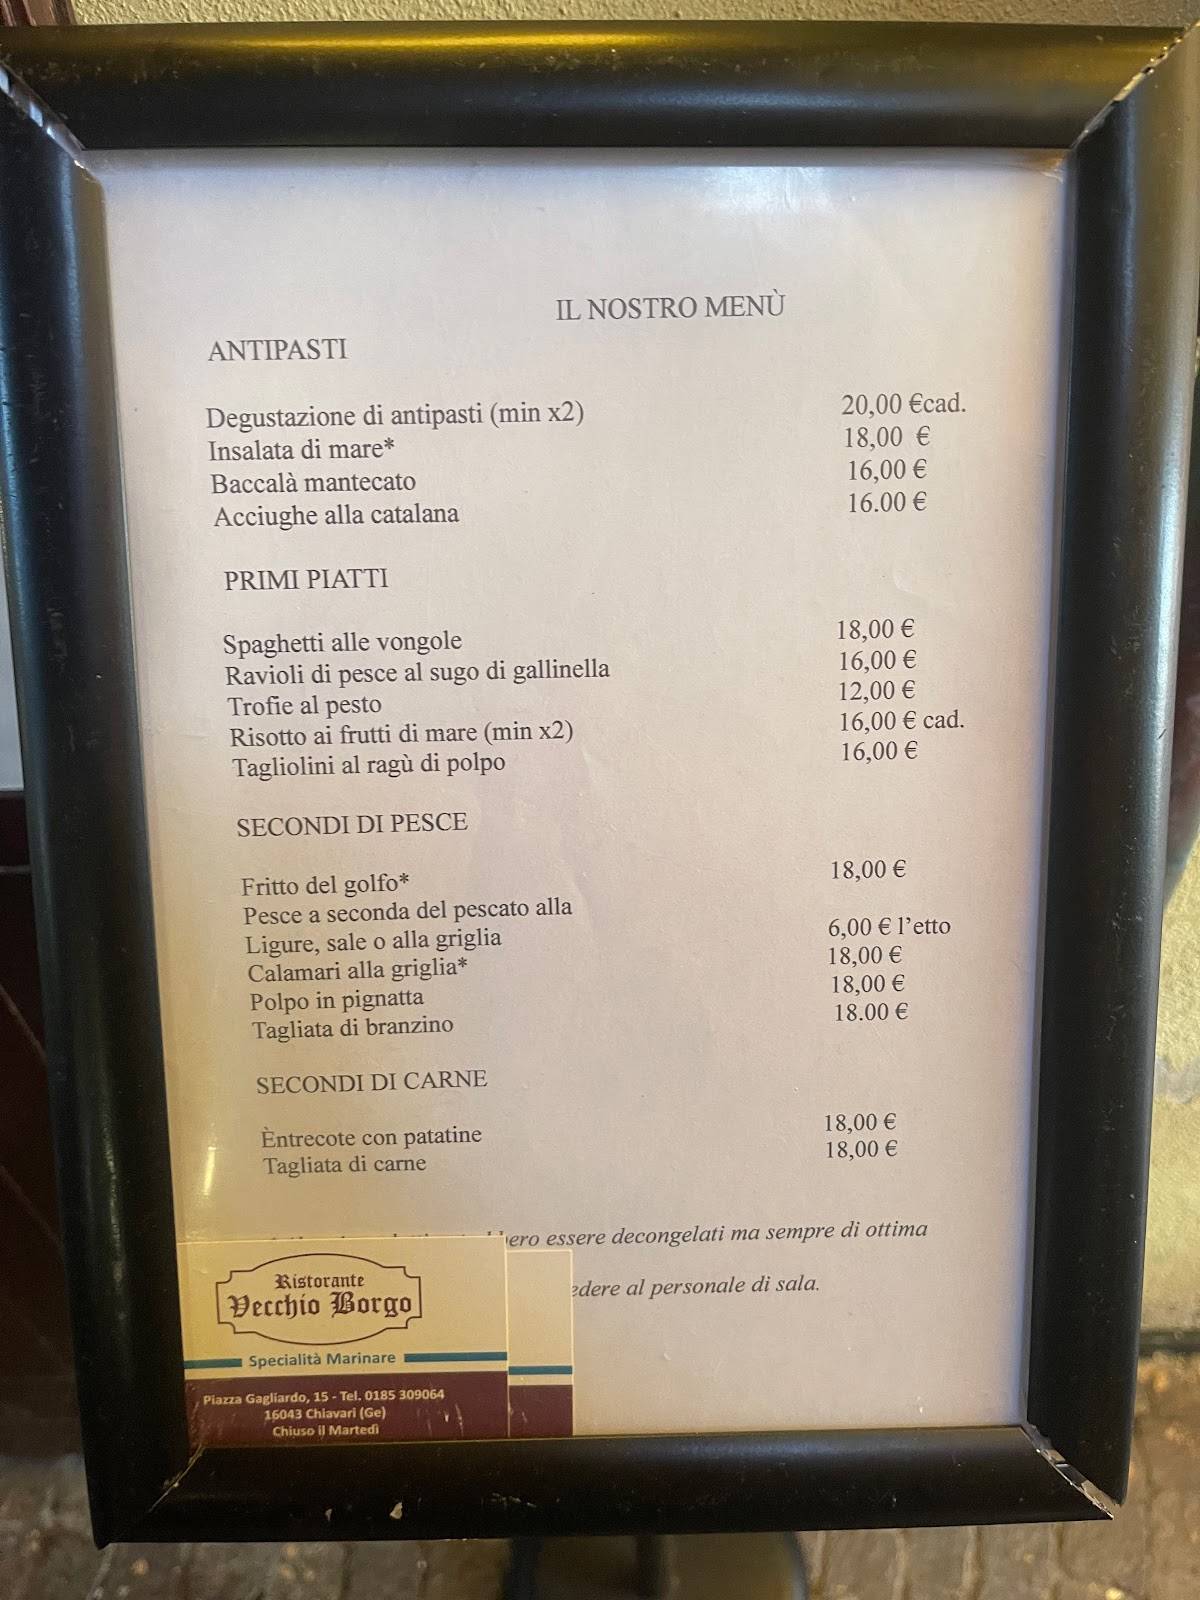 IL NOSTRO MENÙ
ANTIPASTI
Degustazione di antipasti (min x2) 20,00 €cad.
Insalata di mare* 18,00 €
Baccalà mantecato 16,00 €
Acciughe alla catalana 16.00 €
PRIMI PIATTI
Spaghetti alle vongole 18,00 €
Ravioli di pesce al sugo di gallinella 16,00 €
Trofie al pesto 12,00 €
Risotto ai frutti di mare (min x2) 16,00 € cad.
Tagliolini al ragù di polpo 16,00 €
SECONDI DI PESCE
Fritto del golfo* 18,00 €
Pesce a seconda del pescato alla
Ligure, sale o alla griglia 6,00 € l'etto
Calamari alla griglia* 18,00 €
Polpo in pignatta 18,00 €
Tagliata di branzino 18.00 €
SECONDI DI CARNE
Èntrecote con patatine 18,00 €
Tagliata di carne 18,00 €
essere decongelati ma sempre di ottima
al personale di sala.
Ristorante
Vecchio Borgo
Specialità Marinare
Piazza Gagliardo, 15 - Tel. 0185 309064
16043 Chiavari (Ge)
Chiuso il Martedì